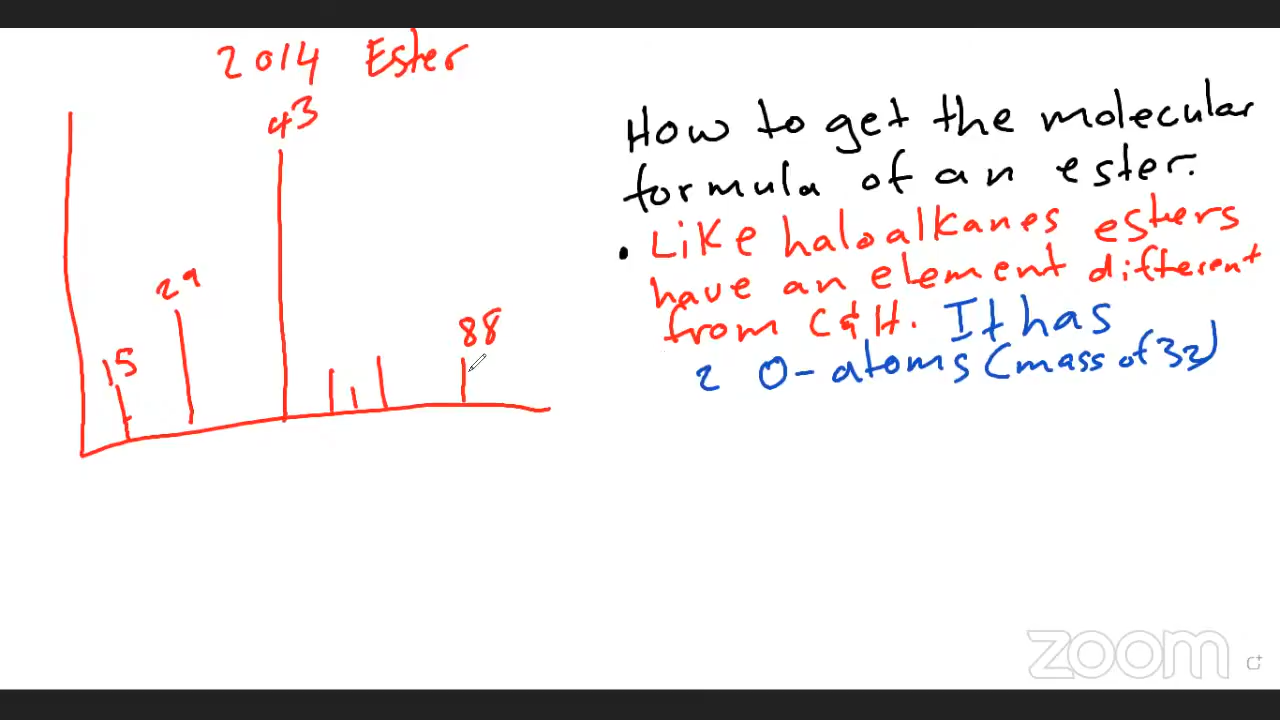 2014 Ester
43
29
15
88
How to get the molecular
formula of an ester.
• Like haloalkanes esters
have an element different
from C & H. It has
2 O-atoms (mass of 32)
zoom